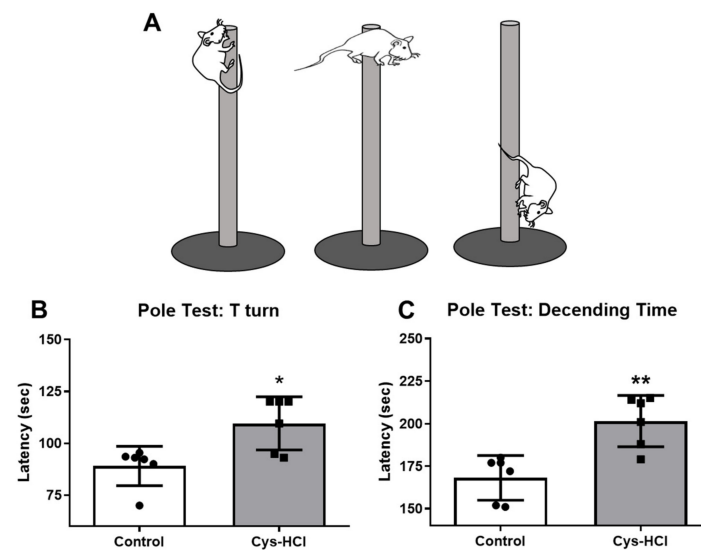 A
B
Pole Test: T turn
150
125
100
75
Latency (sec)
*
Control
Cys-HCl
C
Pole Test: Decending Time
250
225
200
175
150
Latency (sec)
**
Control
Cys-HCl